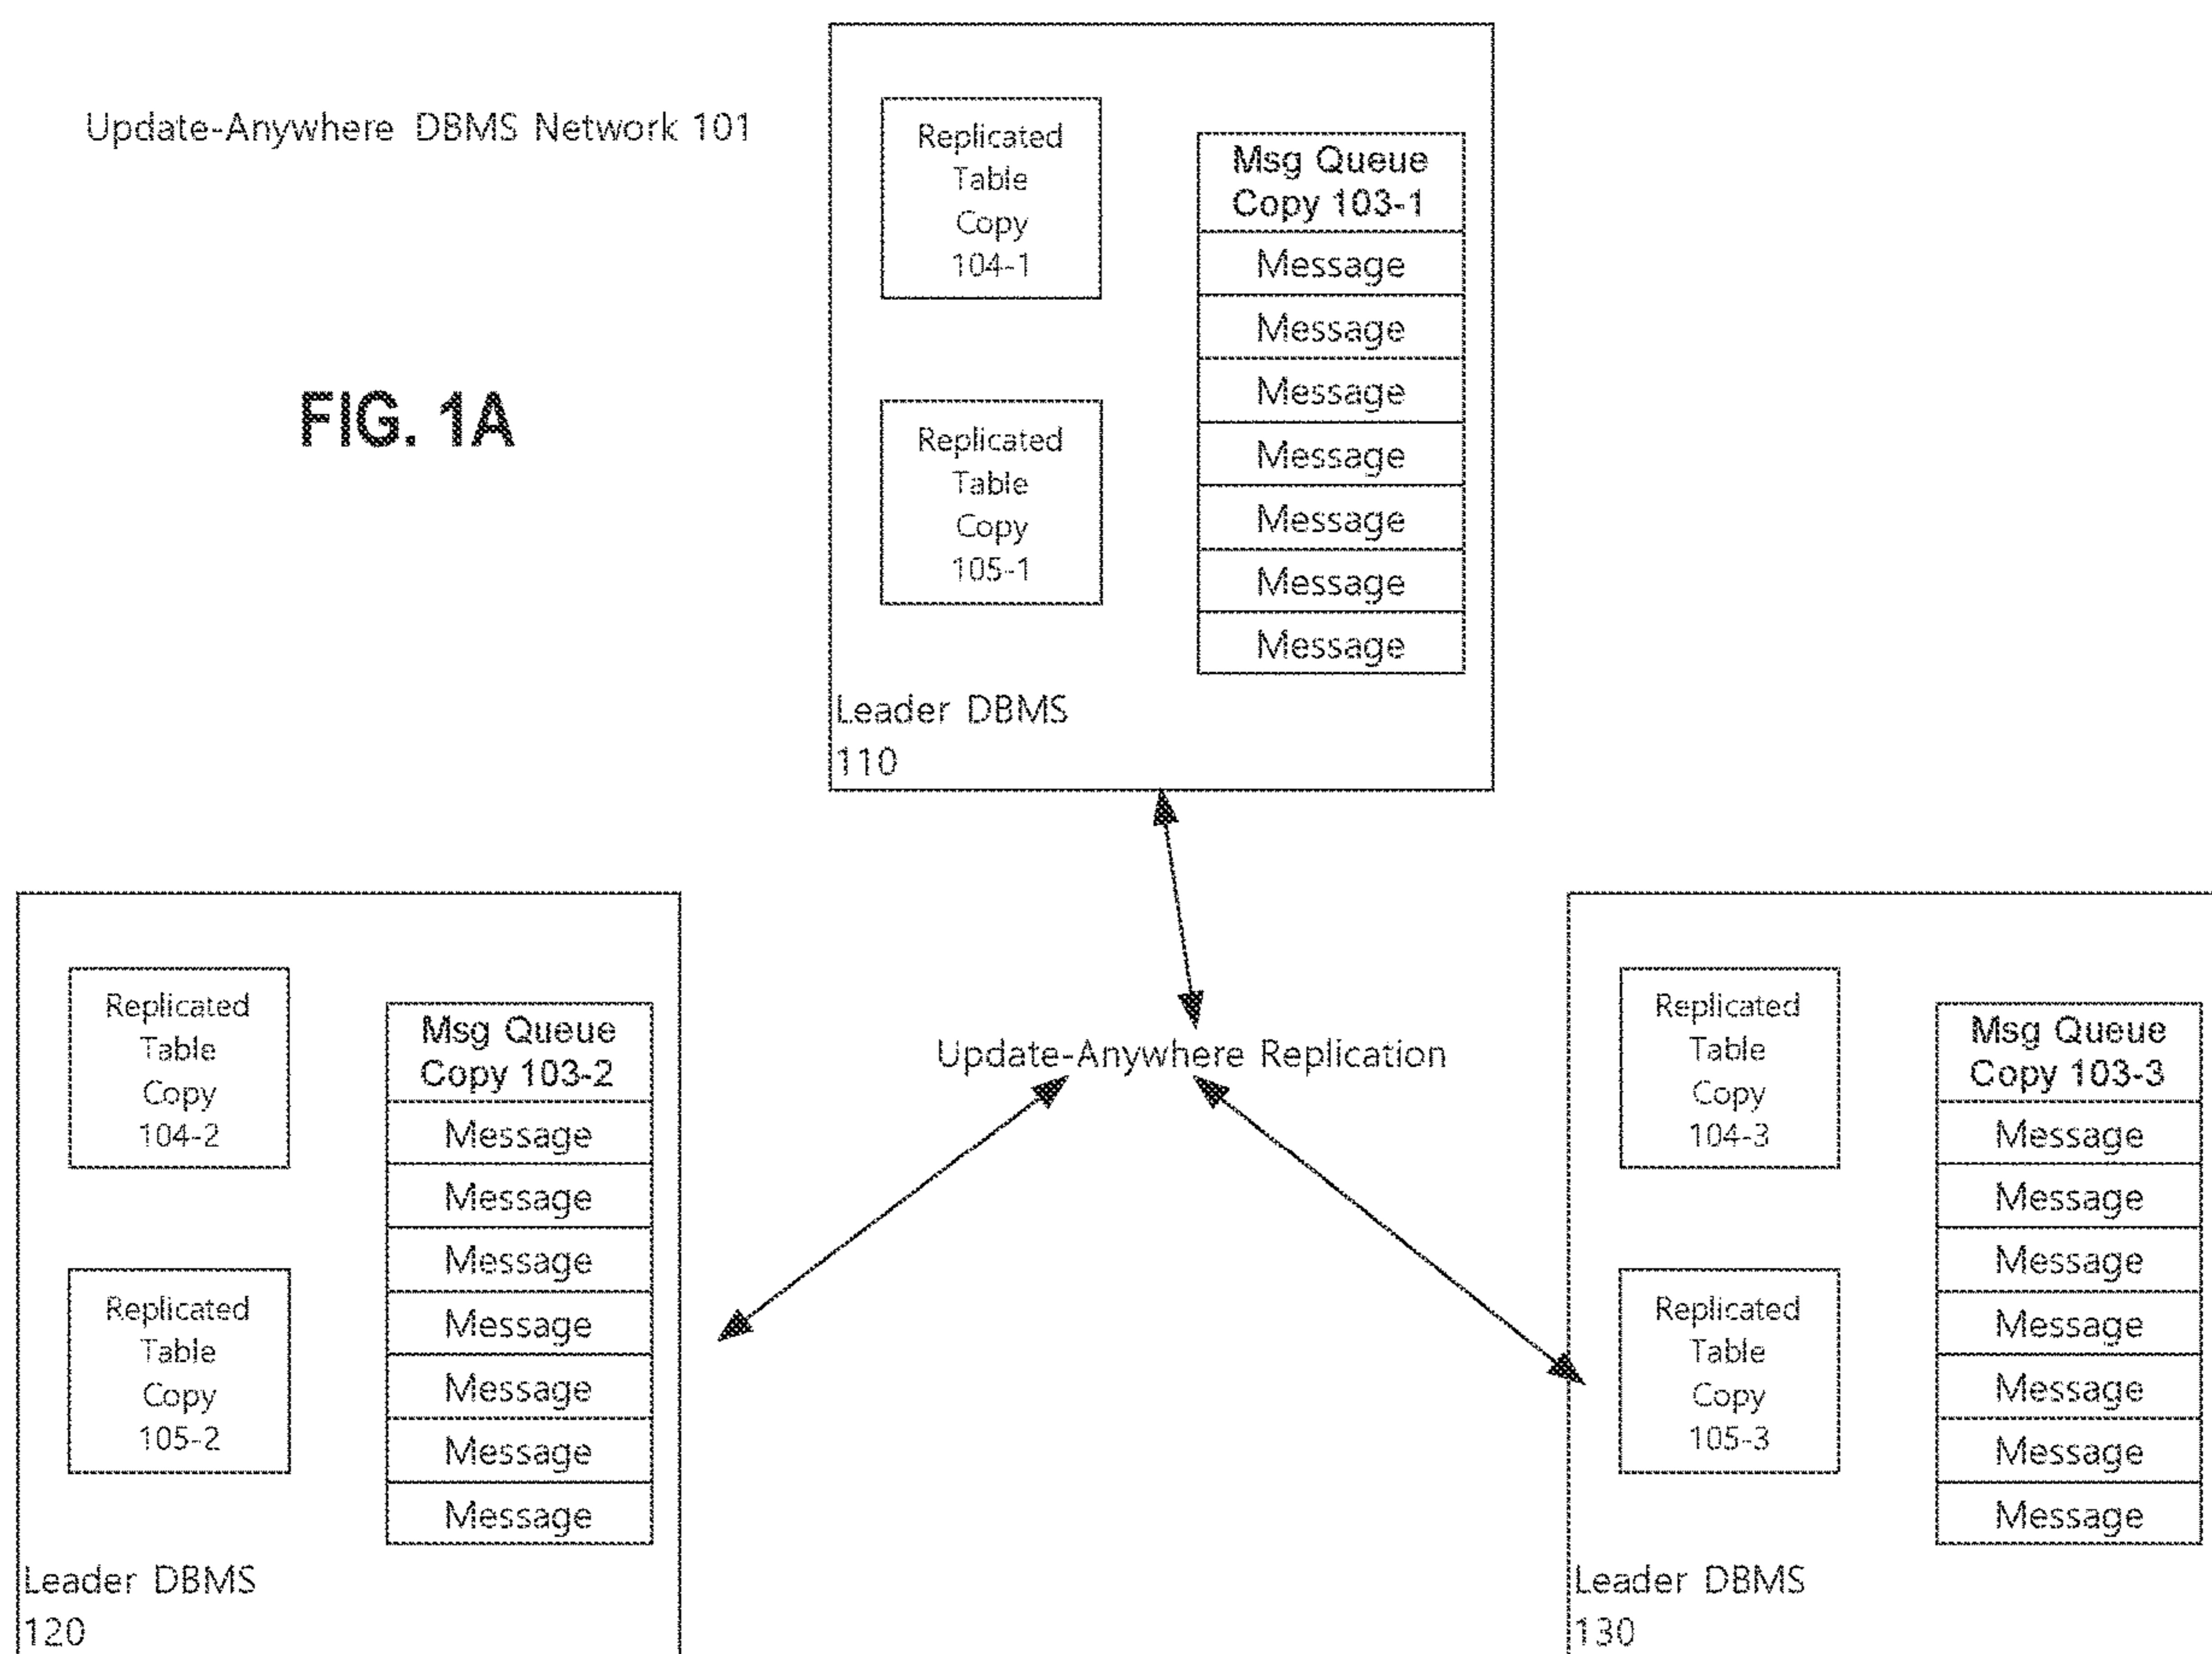 Update-Anywhere DBMS Network 101
FIG. 1A
Replicated
Table
Copy
104-1
Replicated
Table
Copy
105-1
Msg Queue
Copy 103-1
Message
Message
Message
Message
Message
Message
Message
Leader DBMS
110
Update-Anywhere Replication
Replicated
Table
Copy
104-2
Replicated
Table
Copy
105-2
Msg Queue
Copy 103-2
Message
Message
Message
Message
Message
Message
Message
Leader DBMS
120
Replicated
Table
Copy
104-3
Replicated
Table
Copy
105-3
Msg Queue
Copy 103-3
Message
Message
Message
Message
Message
Message
Message
Leader DBMS
130